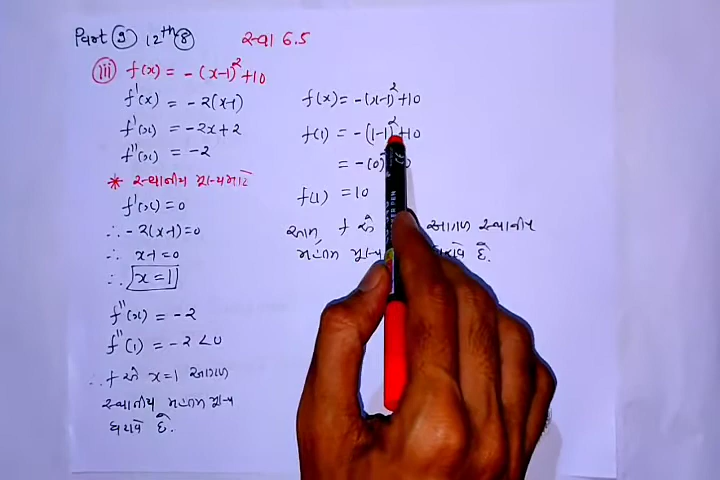 Part 9 12th 8 સ્વા 6.5
iii f(x) = -(x-1)² +10
f'(x) = -2(x-1)
f'(x) = -2x+2
f''(x) = -2
* સ્થાનીય મૂલ્ય માટે
f'(x) = 0
∴ -2(x-1)=0
∴ x-1=0
∴ x=1
f''(x) = -2
f''(1) = -2 <0
∴ f એ x=1 આગળ
સ્થાનીય મહત્તમ મૂલ્ય
ધરાવે છે.
f(x) = -(x-1)² +10
f(1) = -(1-1)² +10
= -(0)
f(1) = 10
આમ, f એ આગળ સ્થાનીય
મહત્તમ મૂલ્ય ધરાવે છે.